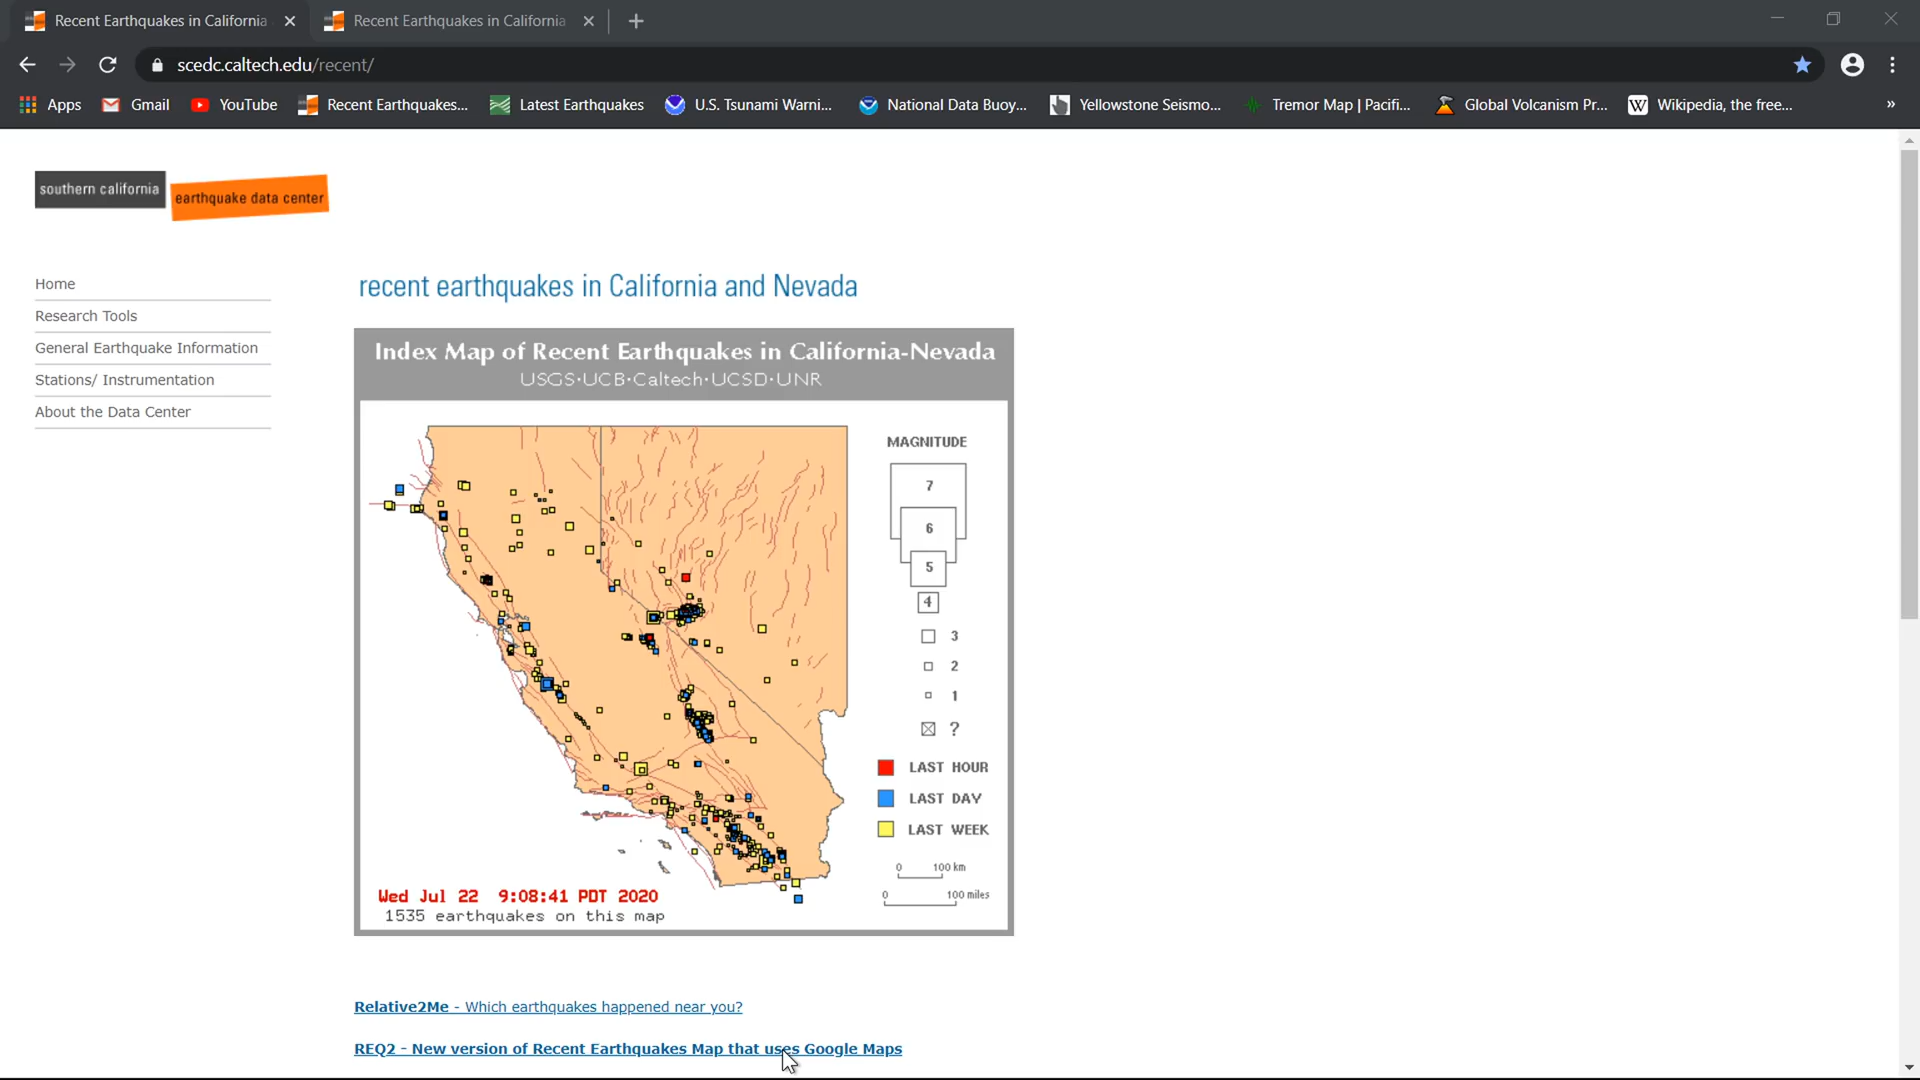 Recent Earthquakes in California
Recent Earthquakes in California
scedc.caltech.edu/recent/
Apps
Gmail
YouTube
Recent Earthquakes...
Latest Earthquakes
U.S. Tsunami Warni...
National Data Buoy...
Yellowstone Seismo...
Tremor Map | Pacifi...
Global Volcanism Pr...
W
Wikipedia, the free...
»
southern california
earthquake data center
Home
Research Tools
General Earthquake Information
Stations/ Instrumentation
About the Data Center
recent earthquakes in California and Nevada
Index Map of Recent Earthquakes in California-Nevada
USGS·UCB·Caltech·UCSD·UNR
MAGNITUDE
7
6
5
4
3
2
1
?
LAST HOUR
LAST DAY
LAST WEEK
0 100 km
0 100 miles
Wed Jul 22 9:08:41 PDT 2020
1535 earthquakes on this map
Relative2Me - Which earthquakes happened near you?
REQ2 - New version of Recent Earthquakes Map that uses Google Maps